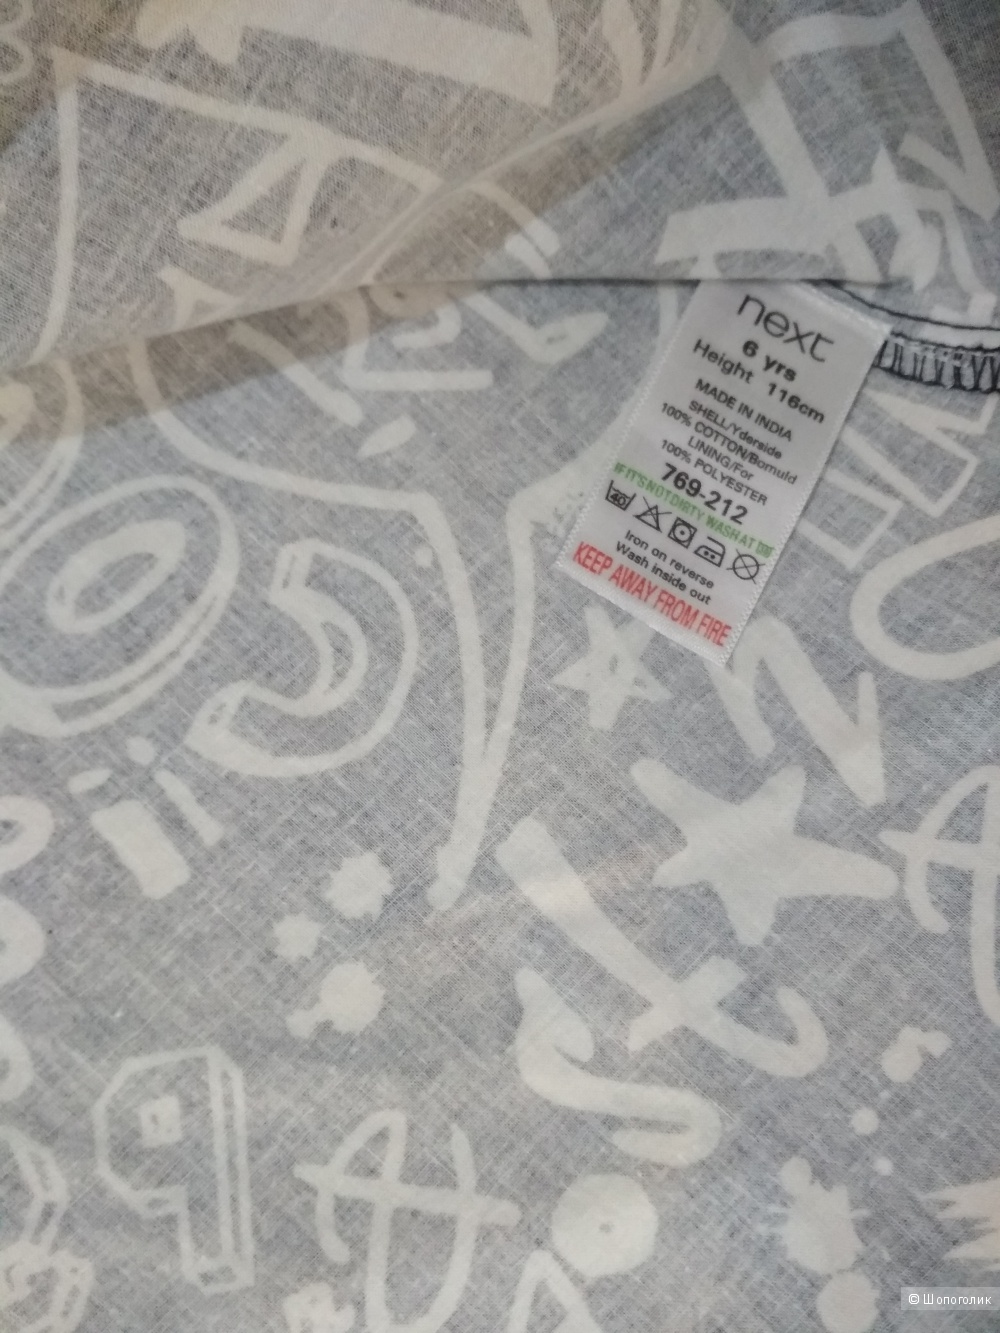 next
6 yrs
Height 116cm
MADE IN INDIA
SHELL/Yderside
100% COTTON/Bomuld
LINING/For
100% POLYESTER
769-212
IF IT'S NOT DIRTY WASH AT
40
Iron on reverse
Wash inside out
KEEP AWAY FROM FIRE
© Шопоголик